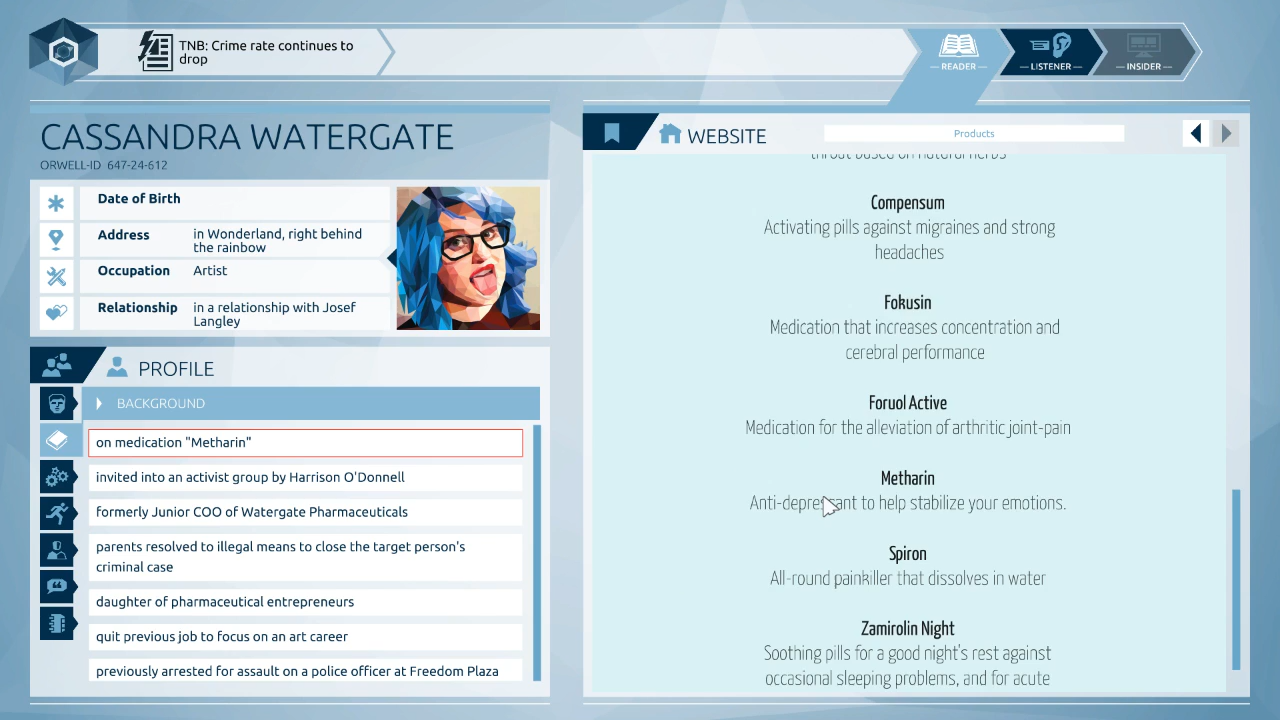 TNB: Crime rate continues to
drop
READER
LISTENER
INSIDER
CASSANDRA WATERGATE
ORWELL-ID 647-24-612
Date of Birth
Address in Wonderland, right behind
the rainbow
Occupation Artist
Relationship in a relationship with Josef
Langley
PROFILE
BACKGROUND
on medication "Metharin"
invited into an activist group by Harrison O'Donnell
formerly Junior COO of Watergate Pharmaceuticals
parents resolved to illegal means to close the target person's
criminal case
daughter of pharmaceutical entrepreneurs
quit previous job to focus on an art career
previously arrested for assault on a police officer at Freedom Plaza
WEBSITE
Products
throat based on natural herbs
Compensum
Activating pills against migraines and strong
headaches
Fokusin
Medication that increases concentration and
cerebral performance
Foruol Active
Medication for the alleviation of arthritic joint-pain
Metharin
Anti-depressant to help stabilize your emotions.
Spiron
All-round painkiller that dissolves in water
Zamirolin Night
Soothing pills for a good night's rest against
occasional sleeping problems, and for acute